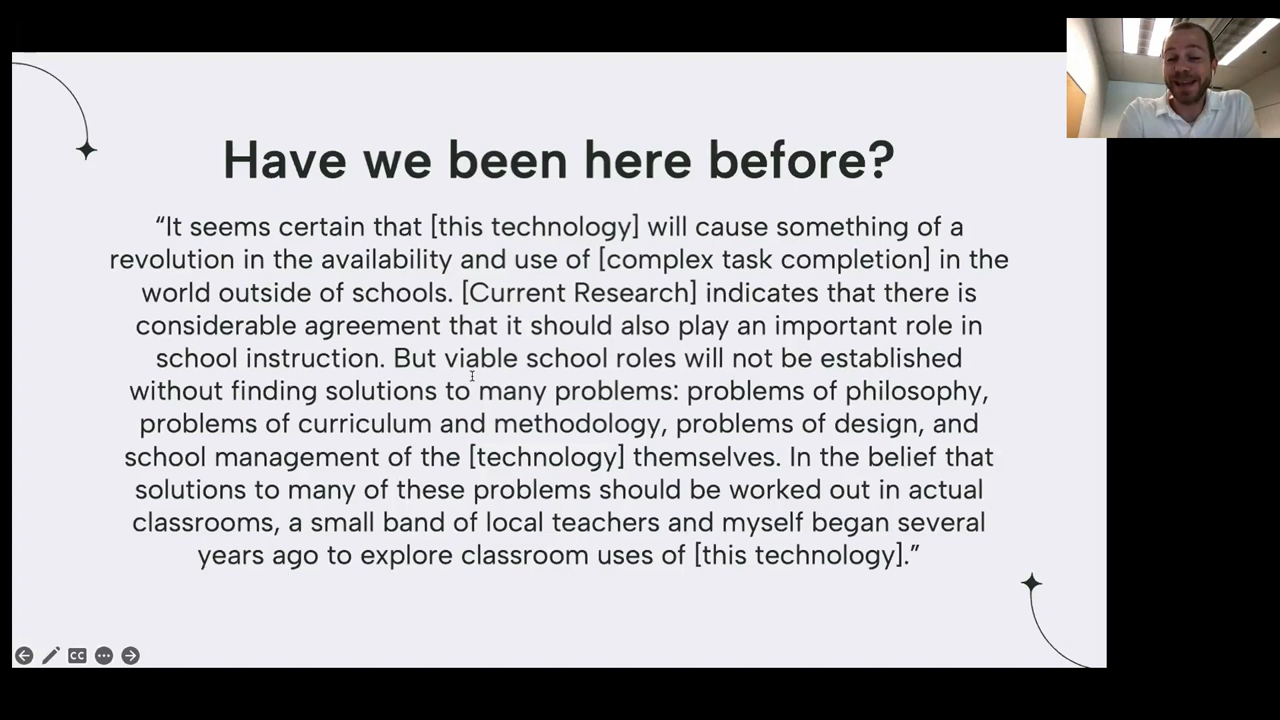 Have we been here before?
“It seems certain that [this technology] will cause something of a
revolution in the availability and use of [complex task completion] in the
world outside of schools. [Current Research] indicates that there is
considerable agreement that it should also play an important role in
school instruction. But viable school roles will not be established
without finding solutions to many problems: problems of philosophy,
problems of curriculum and methodology, problems of design, and
school management of the [technology] themselves. In the belief that
solutions to many of these problems should be worked out in actual
classrooms, a small band of local teachers and myself began several
years ago to explore classroom uses of [this technology].”
CC